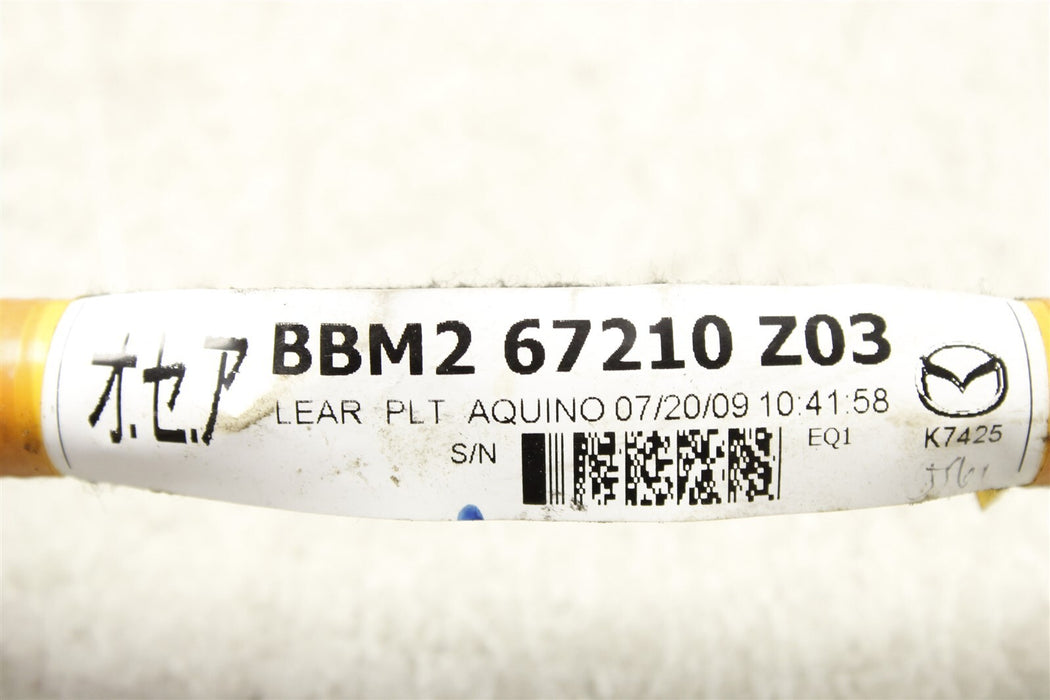 オ.セ.ア
BBM2 67210 Z03
LEAR PLT AQUINO 07/20/09 10:41:58
S/N
EQ1
K7425